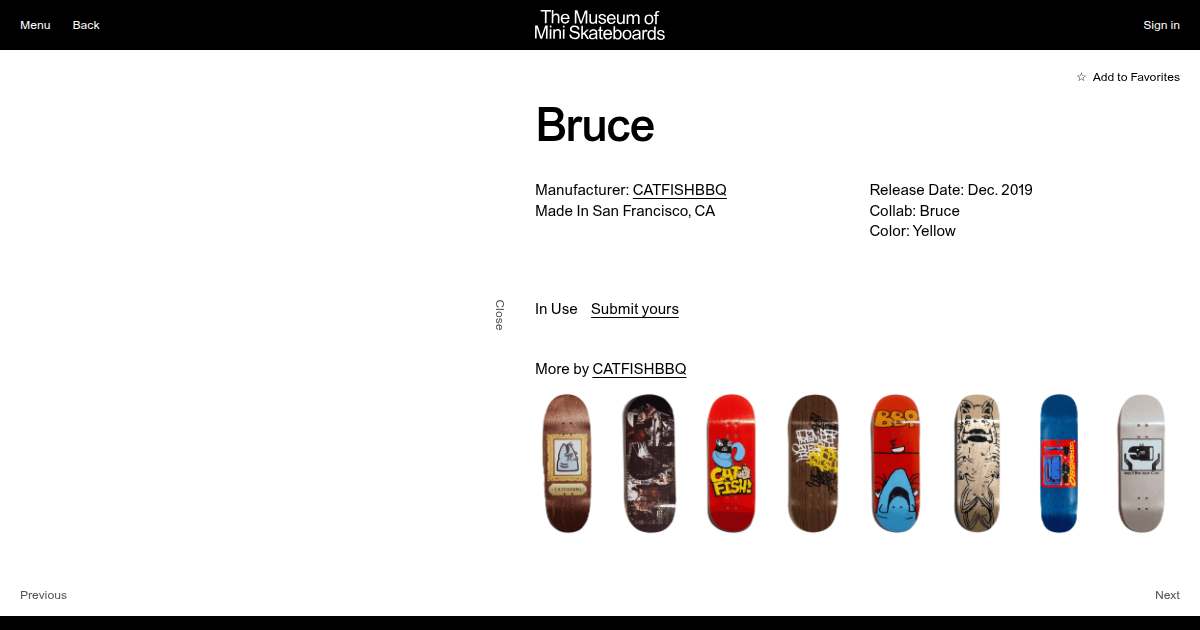 Menu
Back
The Museum of
Mini Skateboards
Sign in
☆ Add to Favorites
Bruce
Manufacturer: CATFISHBBQ
Made In San Francisco, CA
Release Date: Dec. 2019
Collab: Bruce
Color: Yellow
Close
In Use Submit yours
More by CATFISHBBQ
CATFISHBBQ
CAT
FISH!
BBQ
Previous
Next